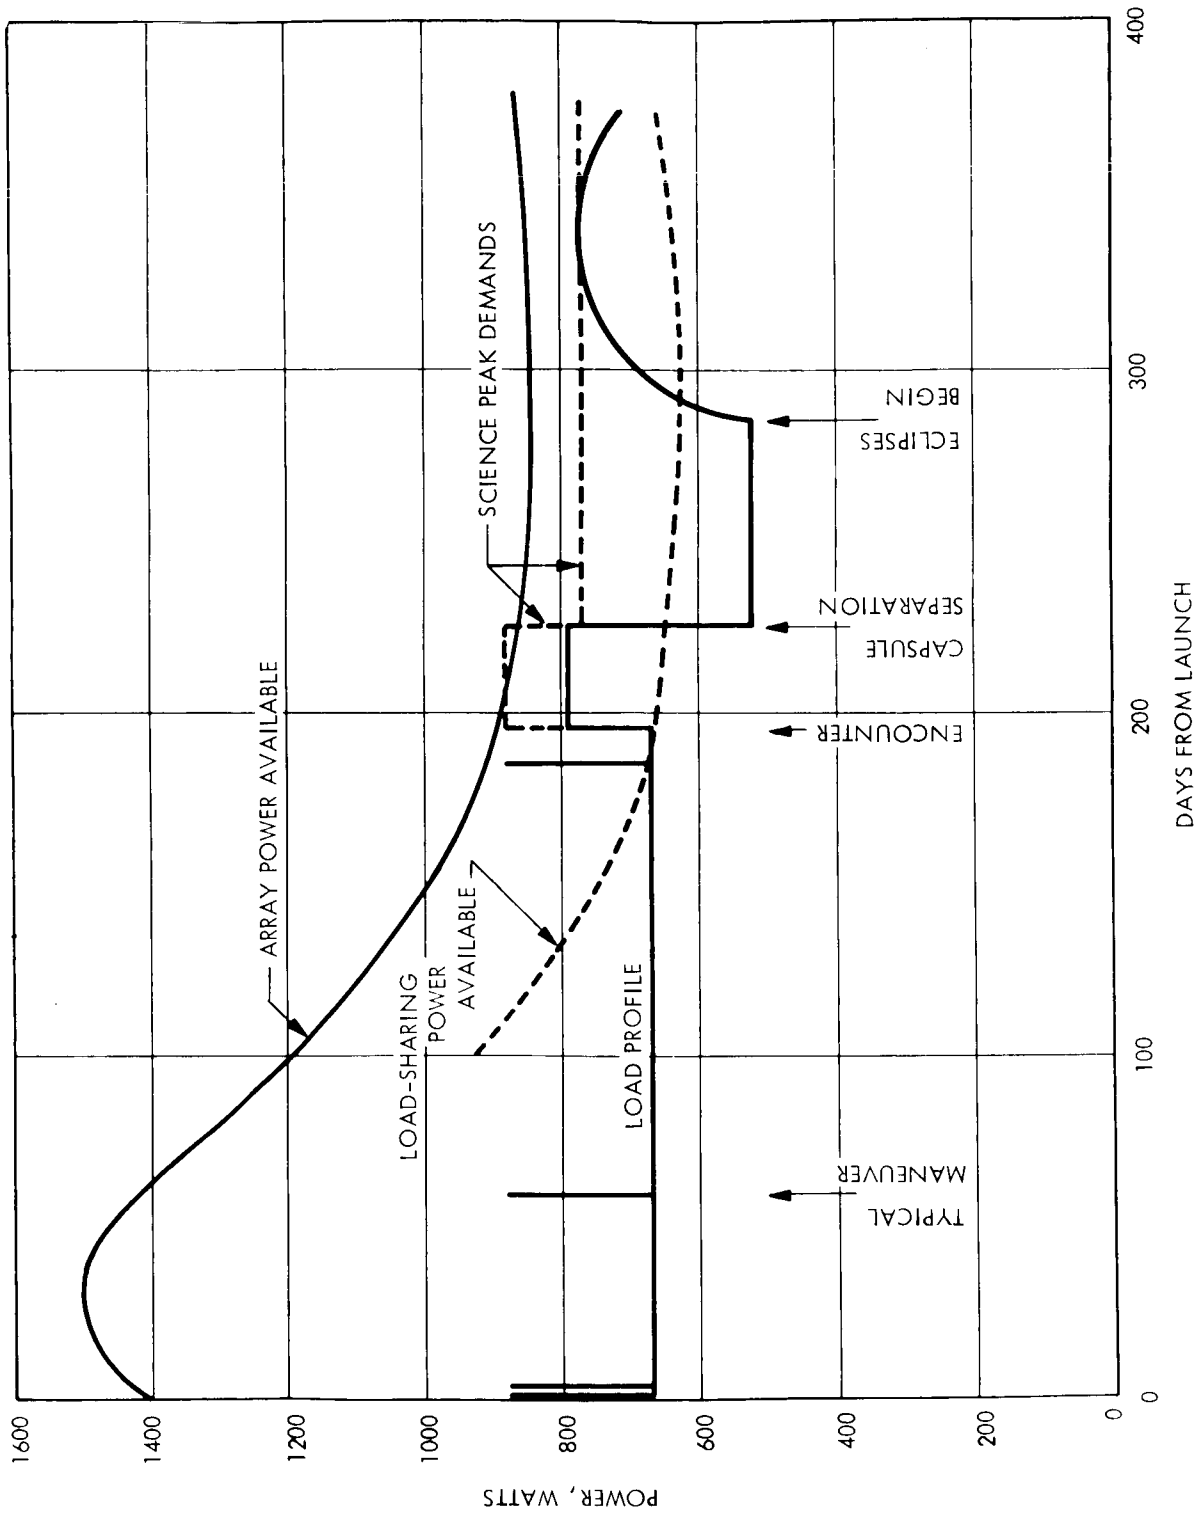 POWER, WATTS
1600
1400
1200
1000
800
600
400
200
0
ARRAY POWER AVAILABLE
SCIENCE PEAK DEMANDS
LOAD-SHARING
POWER
AVAILABLE
LOAD PROFILE
TYPICAL
MANEUVER
ENCOUNTER
CAPSULE
SEPARATION
ECLIPSES
BEGIN
0
100
200
300
400
DAYS FROM LAUNCH